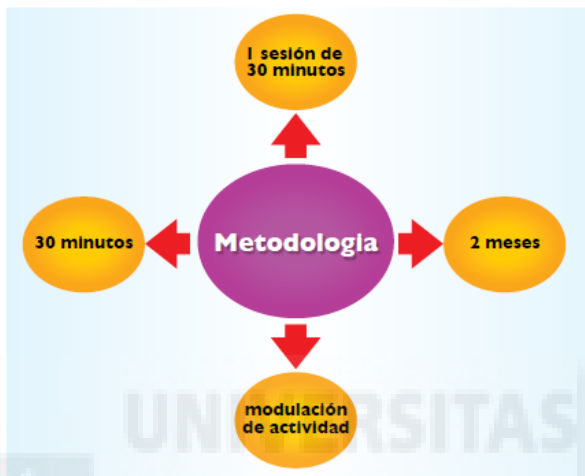 1 sesión de
30 minutos
30 minutos
Metodologia
2 meses
modulación
de actividad
UNIVERSITAS